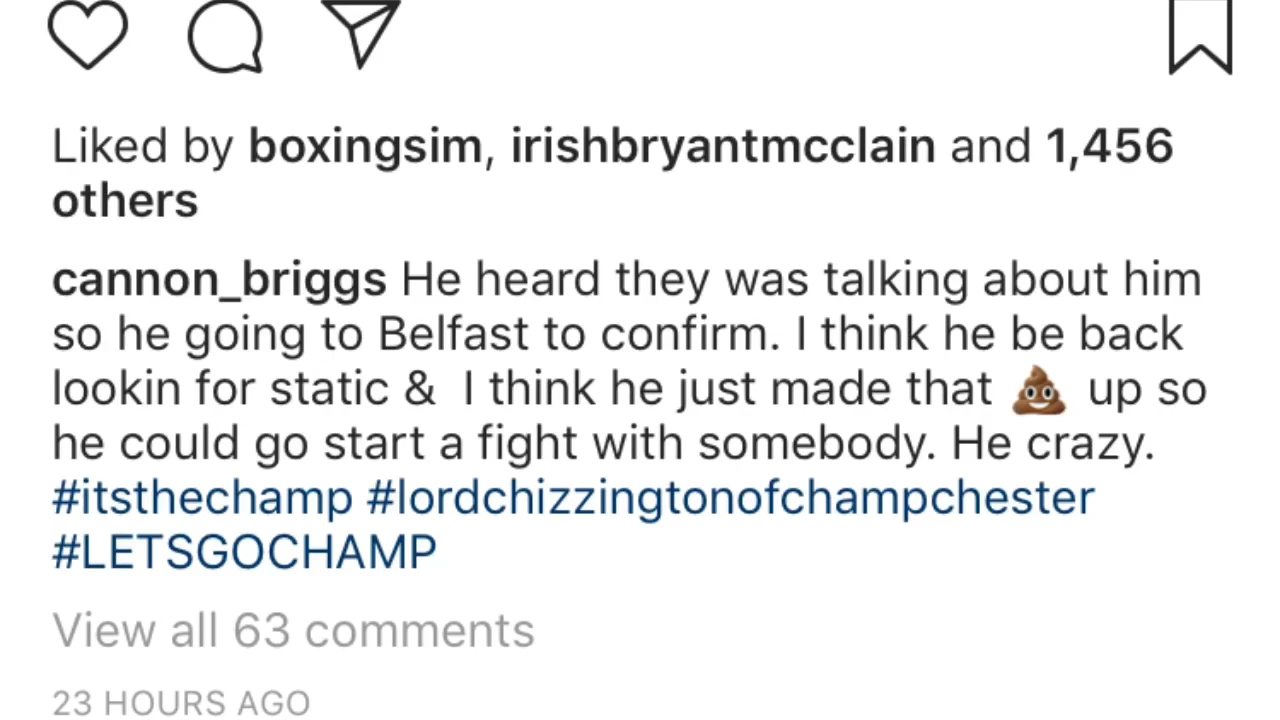 Liked by boxingsim, irishbryantmcclain and 1,456
others
cannon_briggs He heard they was talking about him
so he going to Belfast to confirm. I think he be back
lookin for static &  I think he just made that 💩 up so
he could go start a fight with somebody. He crazy.
#itsthechamp #lordchizzingtonofchampchester
#LETSGOCHAMP
View all 63 comments
23 HOURS AGO